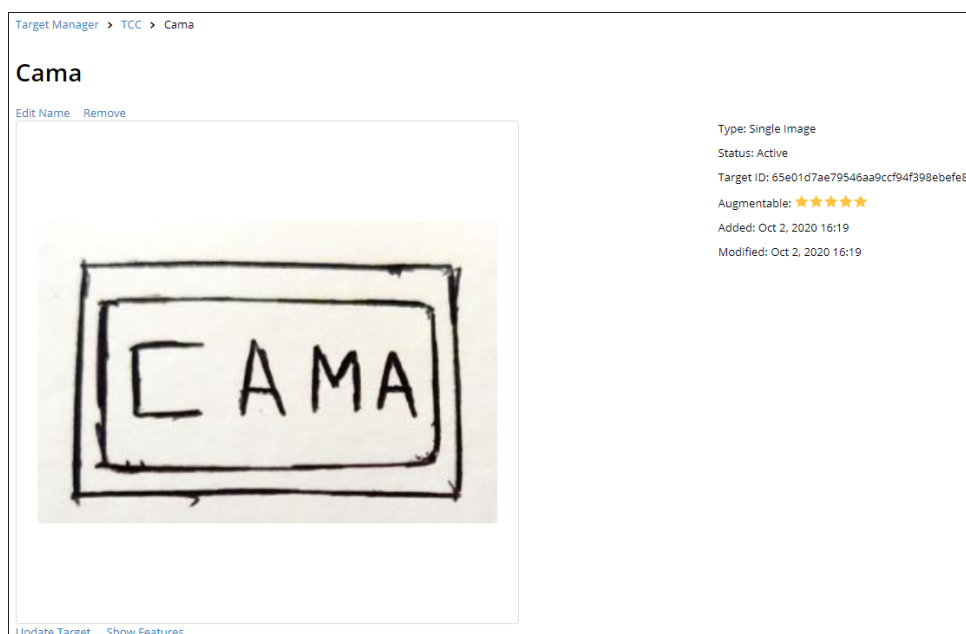 Target Manager > TCC > Cama
Cama
Edit Name Remove
Type: Single Image
Status: Active
Target ID: 65e01d7ae79546aa9ccf94f398ebefe8
Augmentable:
Added: Oct 2, 2020 16:19
Modified: Oct 2, 2020 16:19
CAMA
Update Target Show Features